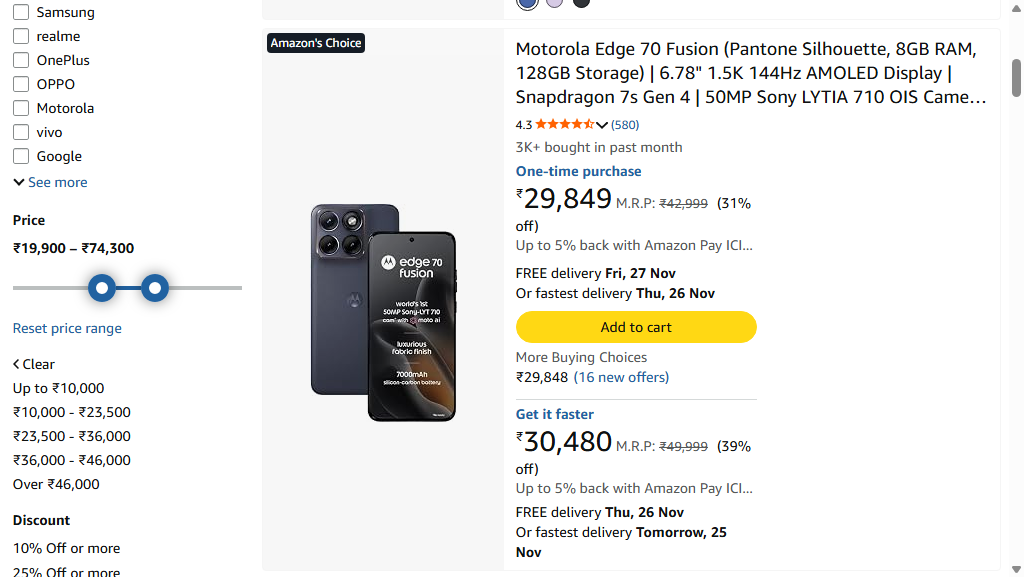 Samsung
realme
OnePlus
OPPO
Motorola
vivo
Google
See more
Price
₹19,900 – ₹74,300
Reset price range
Clear
Up to ₹10,000
₹10,000 - ₹23,500
₹23,500 - ₹36,000
₹36,000 - ₹46,000
Over ₹46,000
Discount
10% Off or more
25% Off or more
Amazon's Choice
edge 70
fusion
world's 1st
50MP Sony-LYT 710
cam* with moto ai
luxurious
fabric finish
7000mAh
silicon-carbon battery
Motorola Edge 70 Fusion (Pantone Silhouette, 8GB RAM,
128GB Storage) | 6.78" 1.5K 144Hz AMOLED Display |
Snapdragon 7s Gen 4 | 50MP Sony LYTIA 710 OIS Came…
4.3 (580)
3K+ bought in past month
One-time purchase
₹29,849 M.R.P: ₹42,999 (31%
off)
Up to 5% back with Amazon Pay ICI…
FREE delivery Fri, 27 Nov
Or fastest delivery Thu, 26 Nov
Add to cart
More Buying Choices
₹29,848 (16 new offers)
Get it faster
₹30,480 M.R.P: ₹49,999 (39%
off)
Up to 5% back with Amazon Pay ICI…
FREE delivery Thu, 26 Nov
Or fastest delivery Tomorrow, 25
Nov